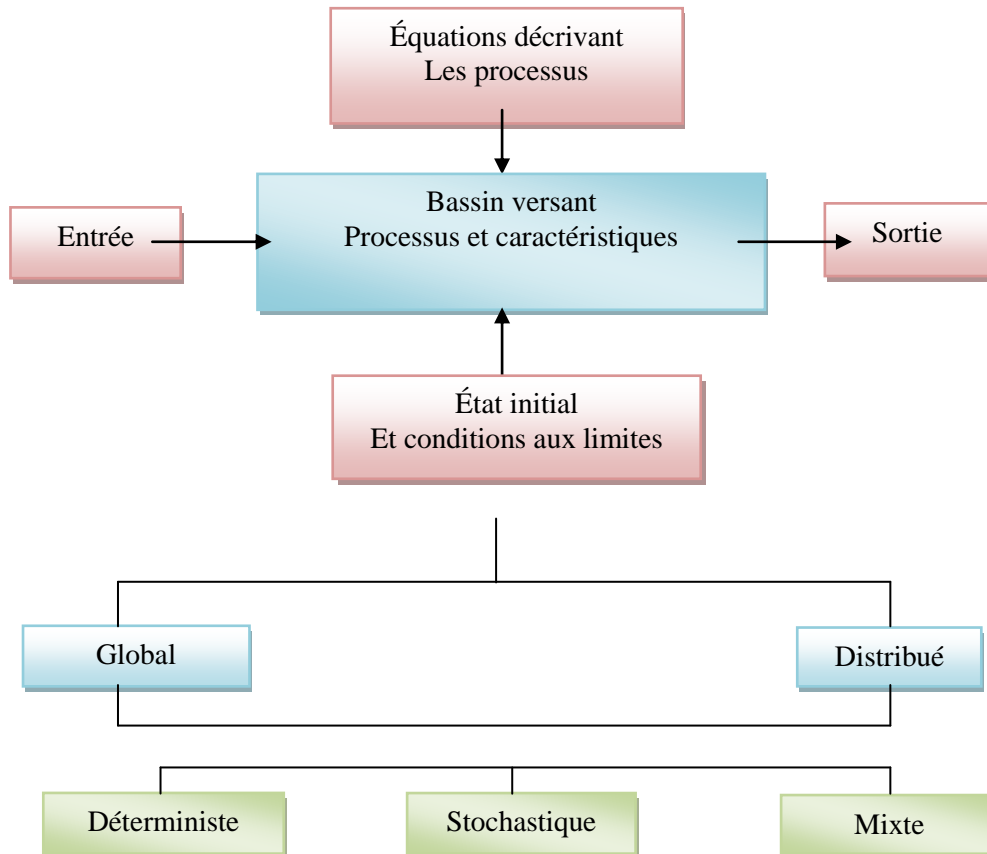 Équations décrivant
Les processus
Bassin versant
Processus et caractéristiques
Entrée
Sortie
État initial
Et conditions aux limites
Global
Distribué
Déterministe
Stochastique
Mixte